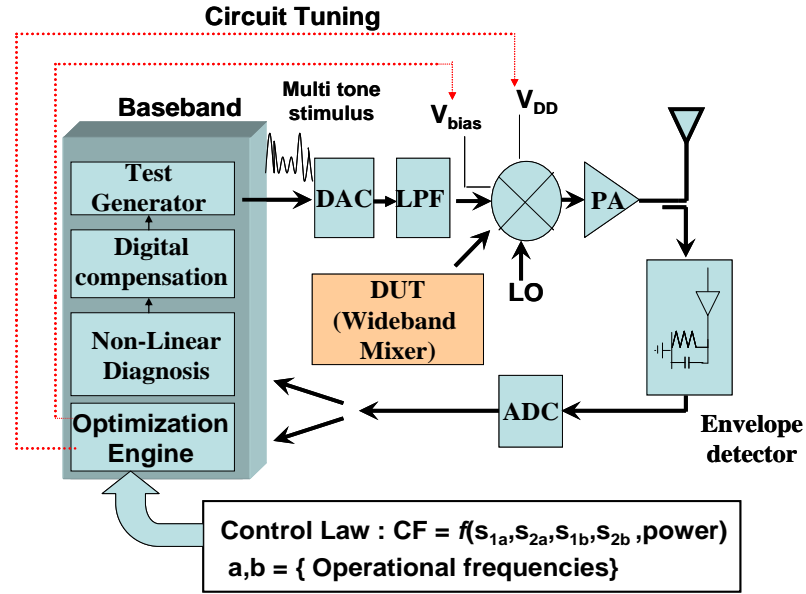 Circuit Tuning
Multi tone
stimulus
Baseband
V_bias
V_DD
Test
Generator
DAC
LPF
PA
Digital
compensation
LO
DUT
(Wideband
Mixer)
Non-Linear
Diagnosis
ADC
Optimization
Engine
Envelope
detector
Control Law : CF = f(s_1a,s_2a,s_1b,s_2b ,power)
a,b = { Operational frequencies}